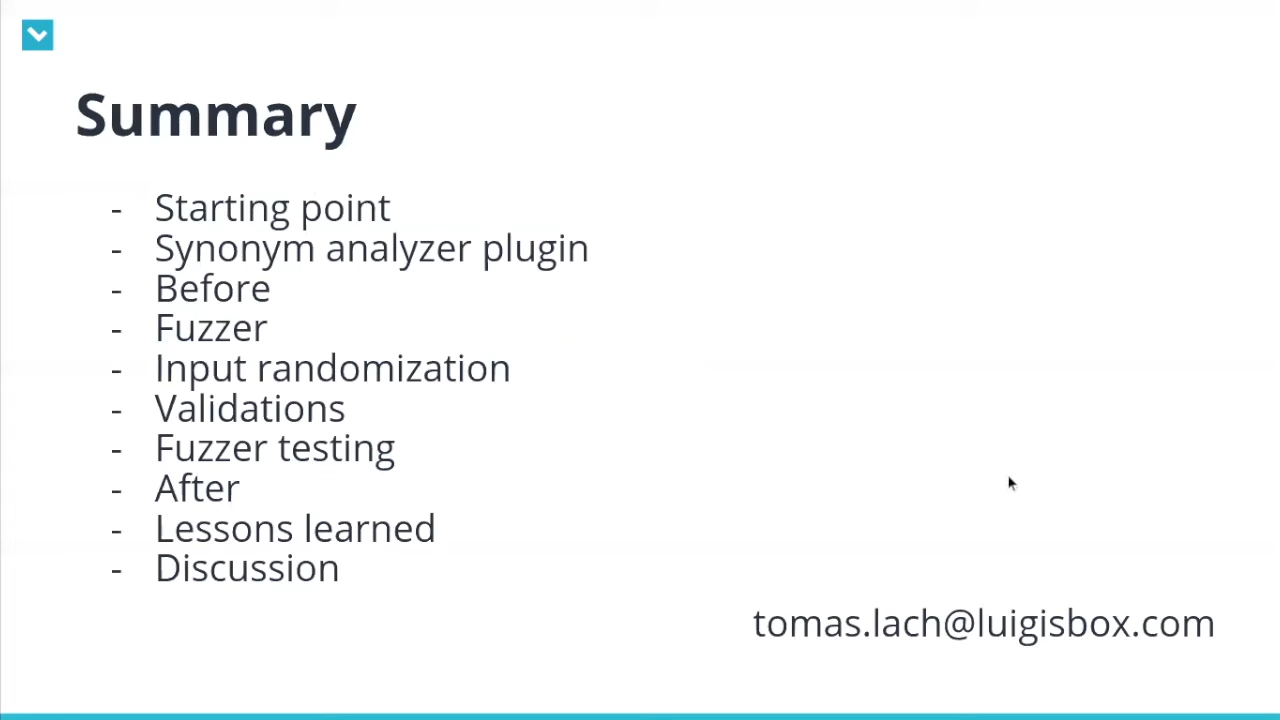 Summary
- Starting point
- Synonym analyzer plugin
- Before
- Fuzzer
- Input randomization
- Validations
- Fuzzer testing
- After
- Lessons learned
- Discussion
tomas.lach@luigisbox.com